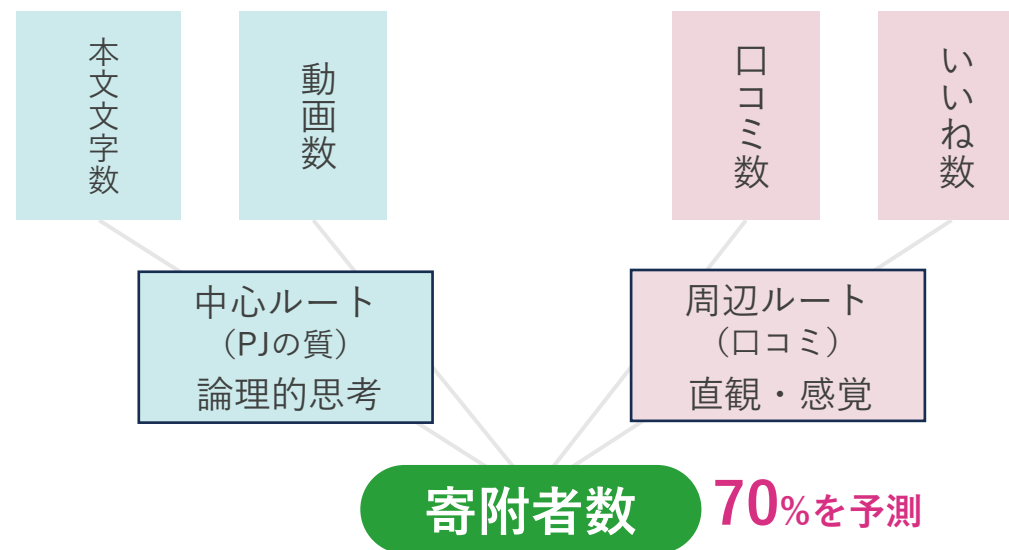 本文文字数
動画数
口コミ数
いいね数
中心ルート
（PJの質）
論理的思考
周辺ルート
（口コミ）
直観・感覚
寄附者数
70%を予測